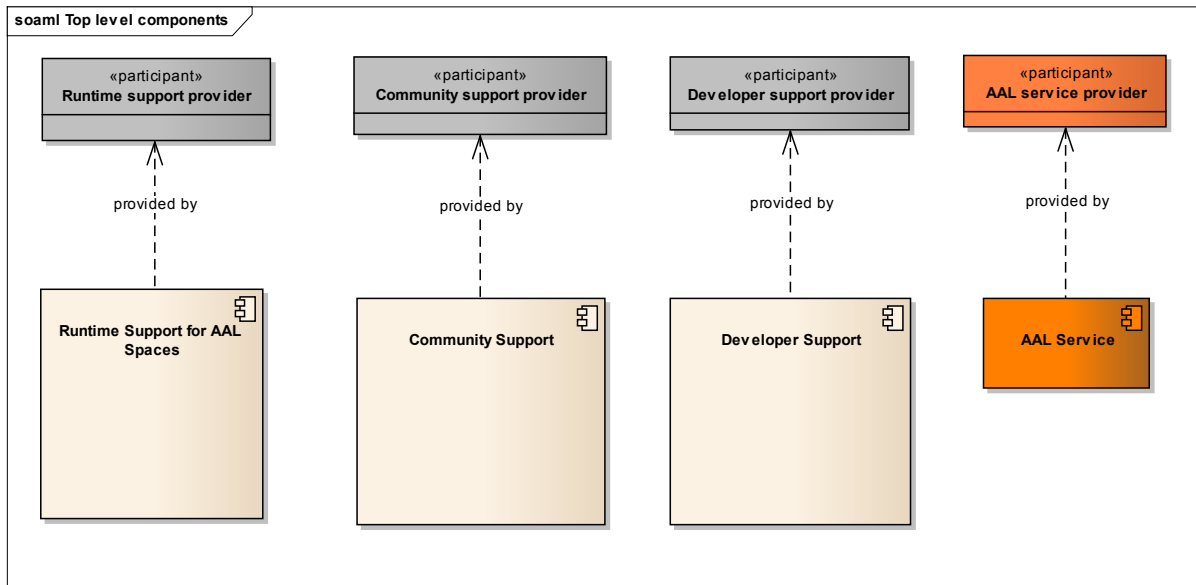 soaml Top level components
«participant»
Runtime support provider
«participant»
Community support provider
«participant»
Developer support provider
«participant»
AAL service provider
provided by
provided by
provided by
provided by
Runtime Support for AAL
Spaces
Community Support
Developer Support
AAL Service